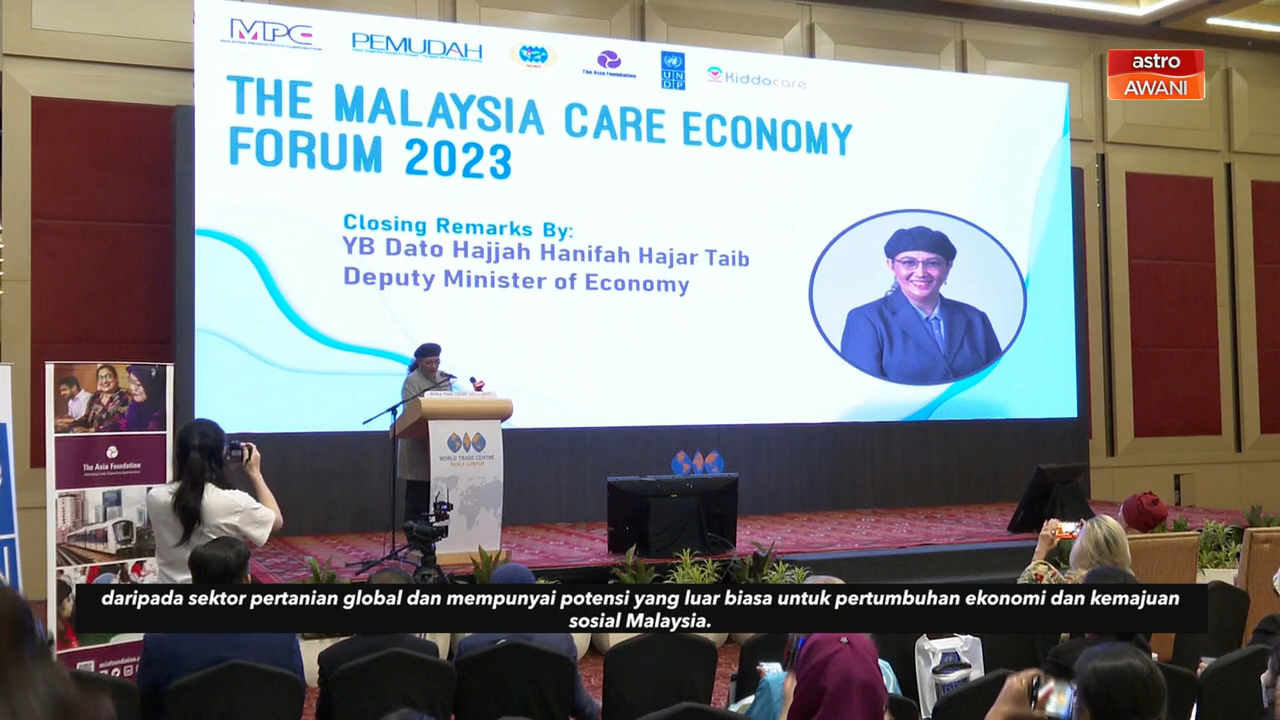 MPC
PEMUDAH
The Asia Foundation
UN
DP
Kiddocare
astro
AWANI
THE MALAYSIA CARE ECONOMY
FORUM 2023
Closing Remarks By:
YB Dato Hajjah Hanifah Hajar Taib
Deputy Minister of Economy
The Asia Foundation
WORLD TRADE CENTRE
KUALA LUMPUR
daripada sektor pertanian global dan mempunyai potensi yang luar biasa untuk pertumbuhan ekonomi dan kemajuan
sosial Malaysia.